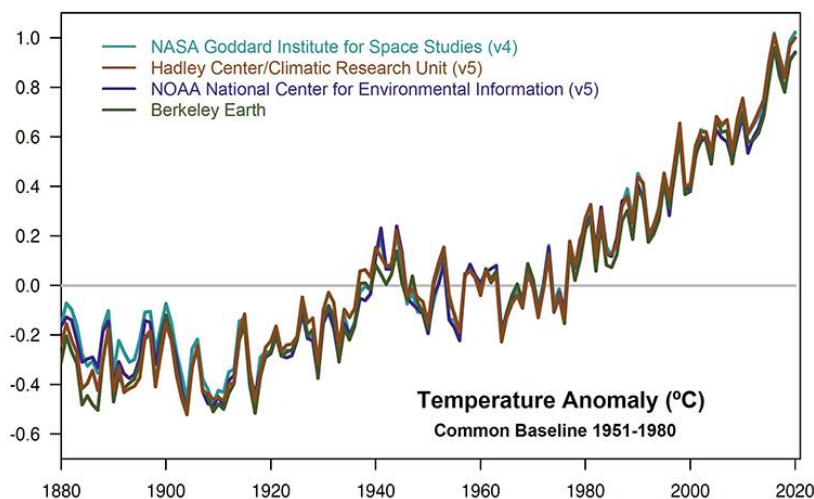 1.0
0.8
0.6
0.4
0.2
0.0
-0.2
-0.4
-0.6
NASA Goddard Institute for Space Studies (v4)
Hadley Center/Climatic Research Unit (v5)
NOAA National Center for Environmental Information (v5)
Berkeley Earth
Temperature Anomaly (ºC)
Common Baseline 1951-1980
1880 1900 1920 1940 1960 1980 2000 2020